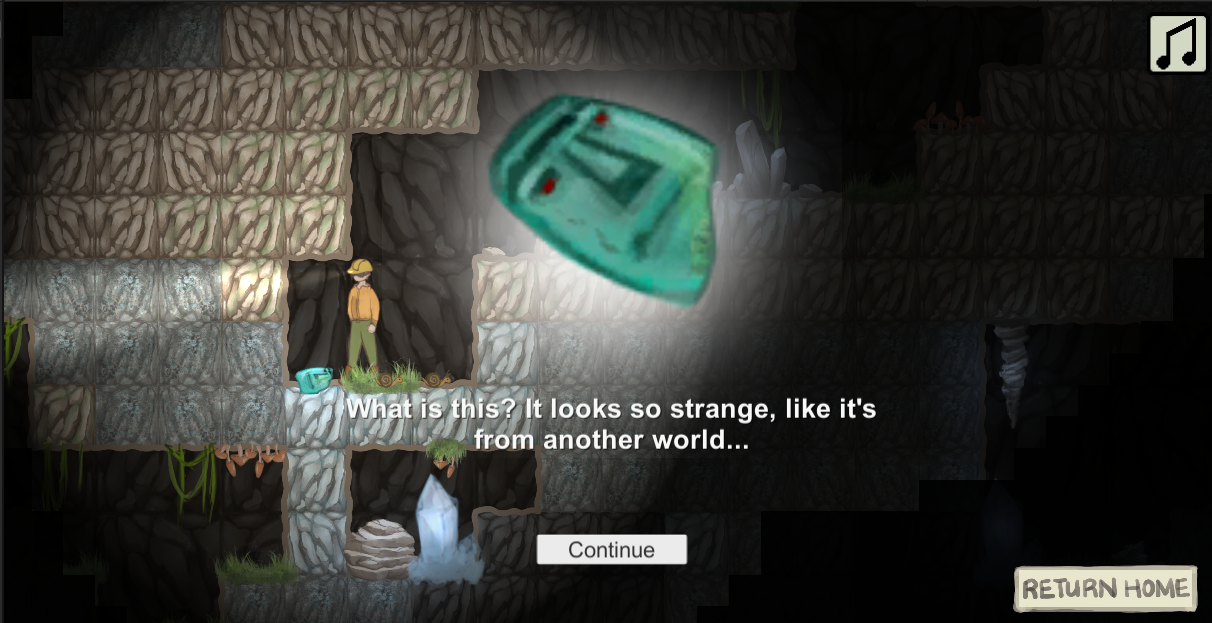 What is this? It looks so strange, like it's
from another world...
Continue
RETURN HOME